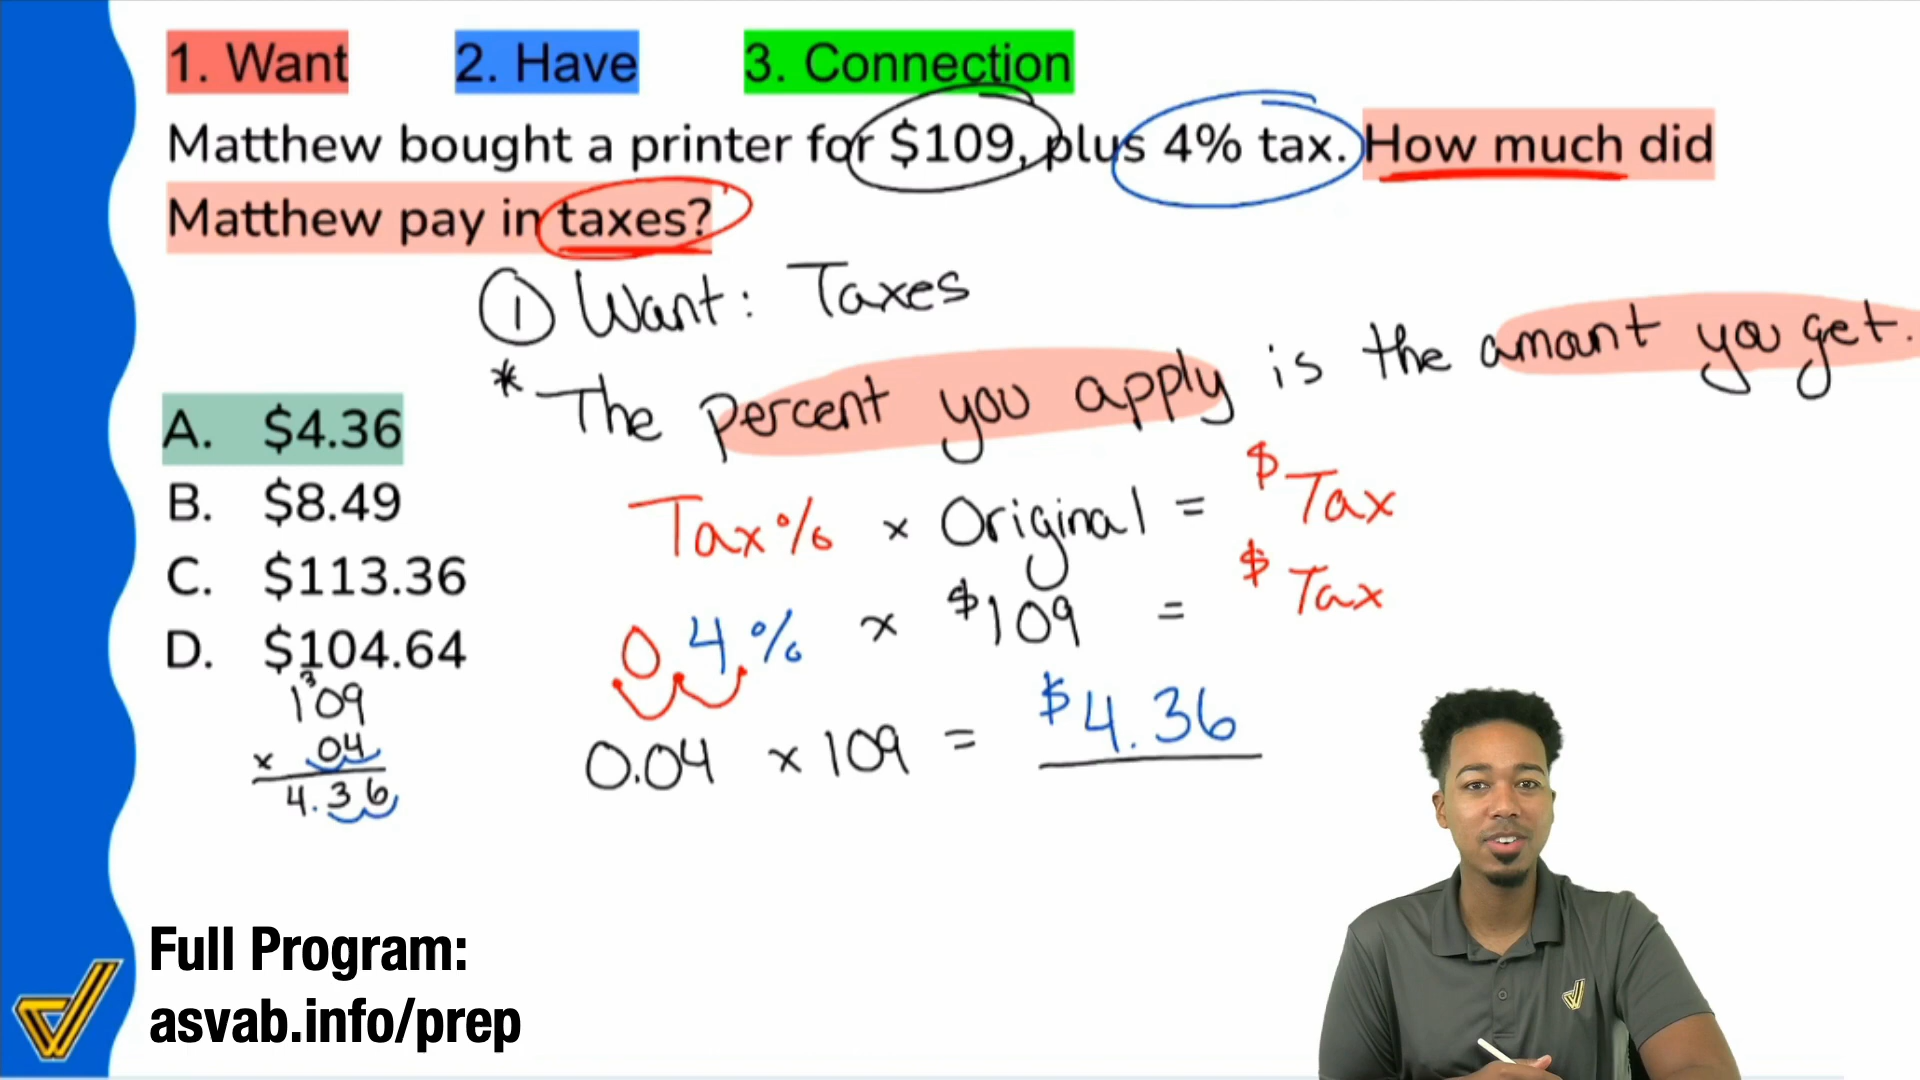 1. Want 2. Have 3. Connection
Matthew bought a printer for $109, plus 4% tax. How much did
Matthew pay in taxes?
① Want: Taxes
* The percent you apply is the amount you get.
A. $4.36
B. $8.49
C. $113.36
D. $104.64
Tax% × Original = $ Tax
0 4.% × $109 = $ Tax
0.04 × 109 = $4.36
3
109
× 04
4.36
Full Program:
asvab.info/prep